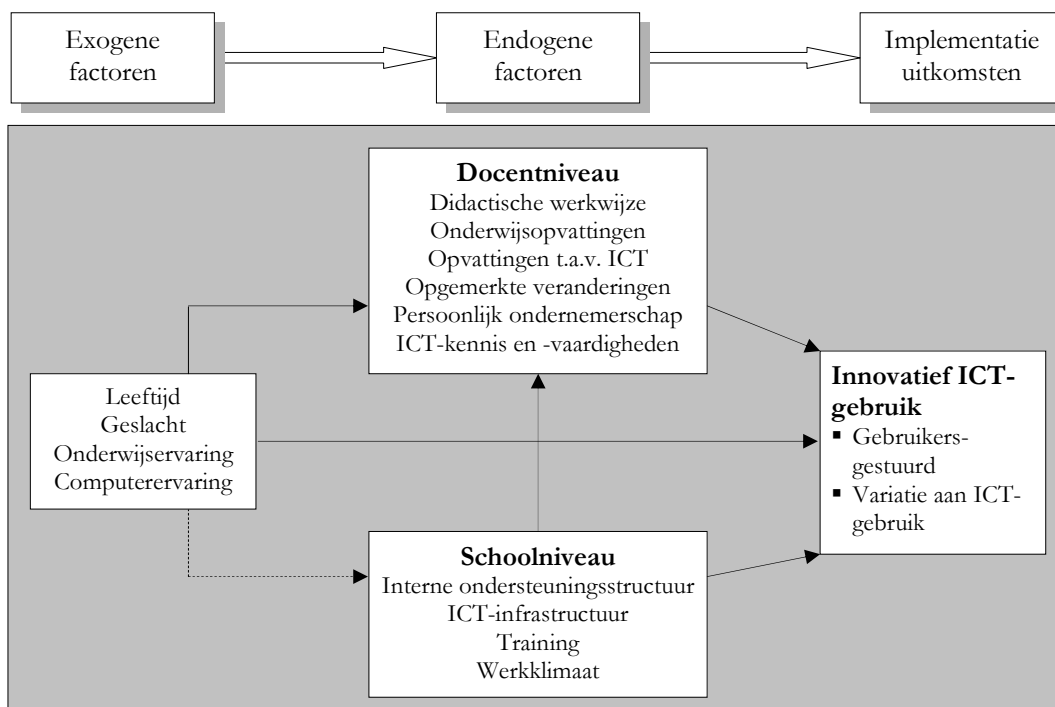 Exogene
factoren
Endogene
factoren
Implementatie
uitkomsten
Docentniveau
Didactische werkwijze
Onderwijsopvattingen
Opvattingen t.a.v. ICT
Opgemerkte veranderingen
Persoonlijk ondernemerschap
ICT-kennis en -vaardigheden
Leeftijd
Geslacht
Onderwijservaring
Computerervaring
Innovatief ICT-
gebruik
▪ Gebruikers-
gestuurd
▪ Variatie aan ICT-
gebruik
Schoolniveau
Interne ondersteuningsstructuur
ICT-infrastructuur
Training
Werkklimaat